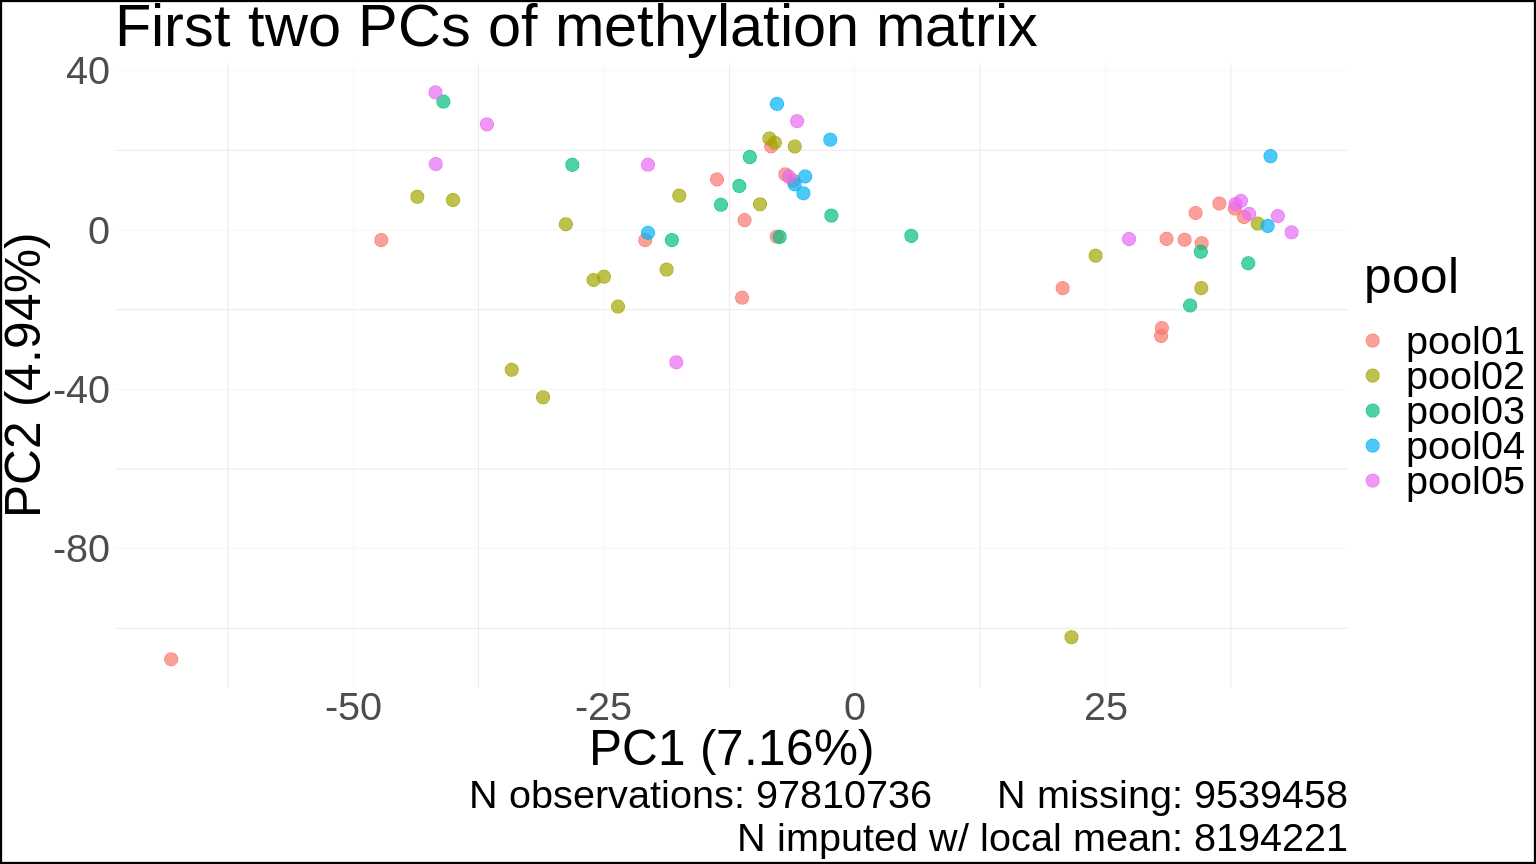 First two PCs of methylation matrix
40
0
-40
-80
PC2 (4.94%)
-50 -25 0 25
PC1 (7.16%)
pool
pool01
pool02
pool03
pool04
pool05
N observations: 97810736 N missing: 9539458
N imputed w/ local mean: 8194221